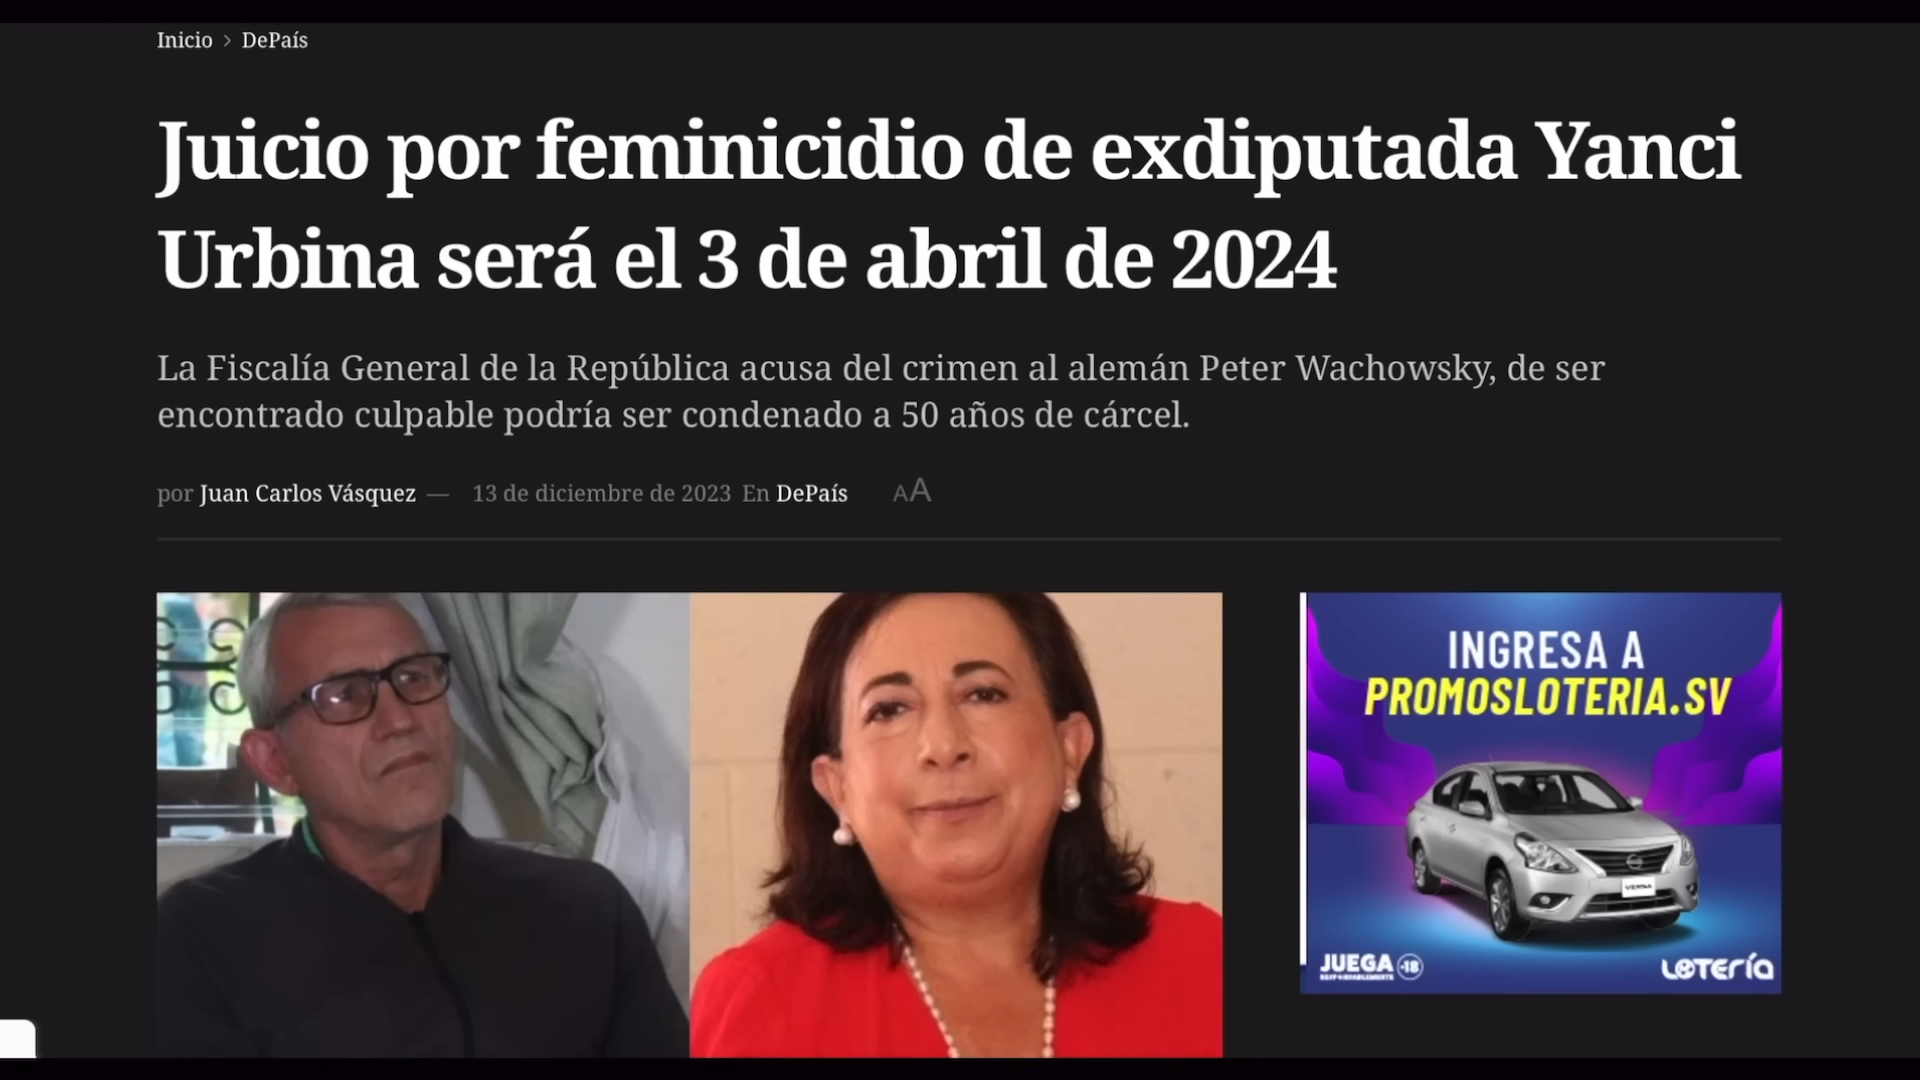 Inicio > DePaís
Juicio por feminicidio de exdiputada Yanci
Urbina será el 3 de abril de 2024
La Fiscalía General de la República acusa del crimen al alemán Peter Wachowsky, de ser
encontrado culpable podría ser condenado a 50 años de cárcel.
por Juan Carlos Vásquez — 13 de diciembre de 2023 En DePaís AA
INGRESA A
PROMOSLOTERIA.SV
VERSA
JUEGA -18
RESPONSABLEMENTE
LOTERÍA